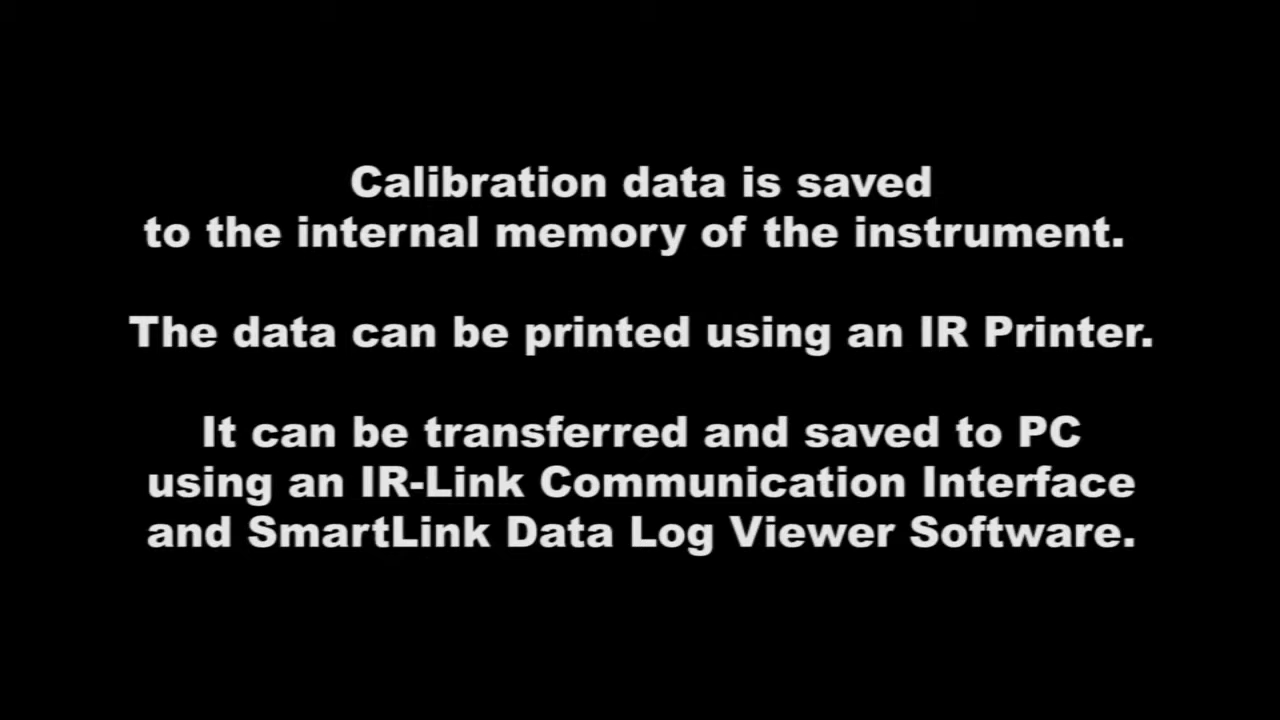 Calibration data is saved
to the internal memory of the instrument.
The data can be printed using an IR Printer.
It can be transferred and saved to PC
using an IR-Link Communication Interface
and SmartLink Data Log Viewer Software.